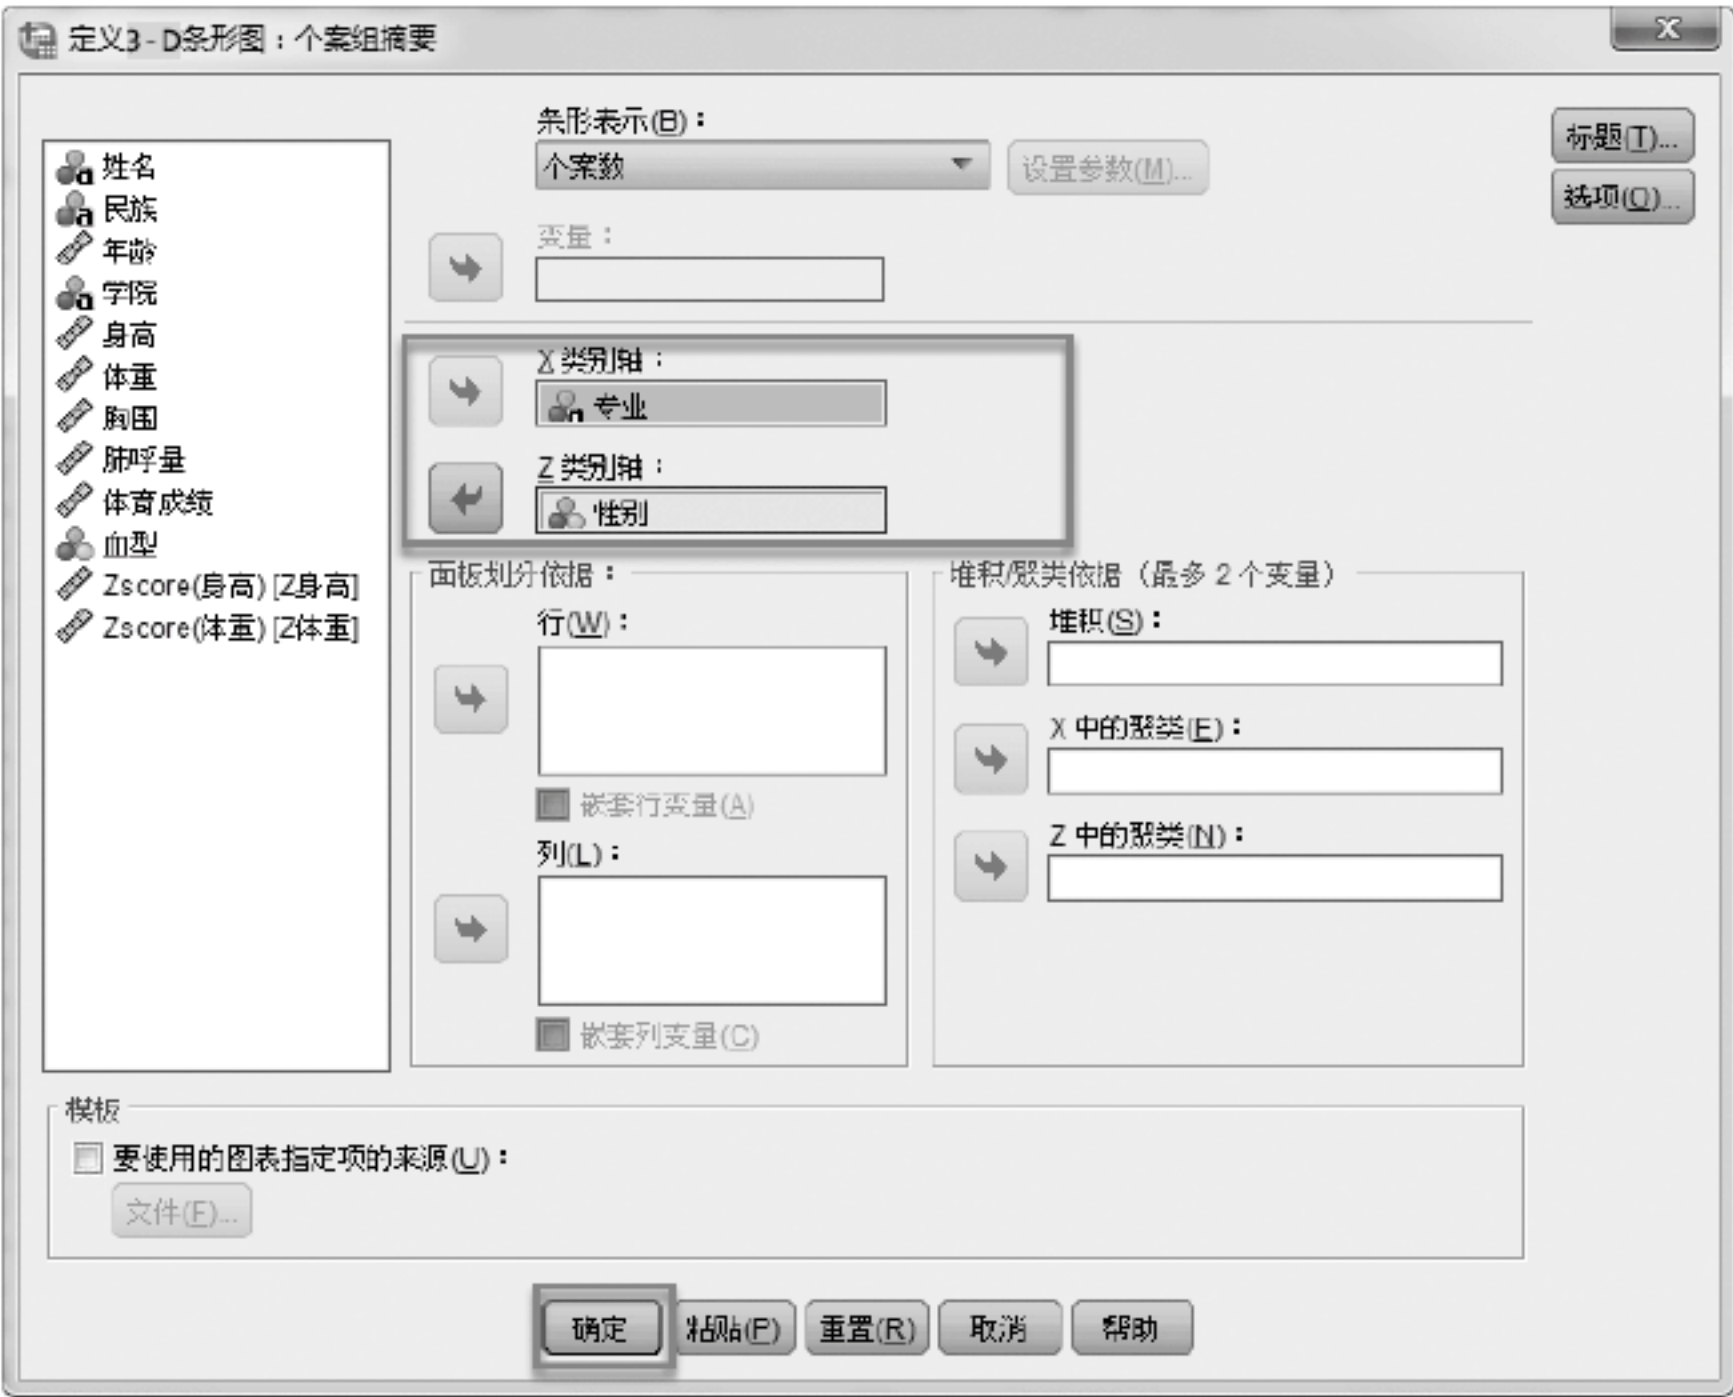 定义3-D条形图：个案组摘要
姓名
民族
年龄
学院
身高
体重
胸围
肺呼量
体育成绩
血型
Zscore(身高) [Z身高]
Zscore(体重) [Z体重]
条形表示(B)：
个案数
设置参数(M)...
变量：
X 类别轴：
专业
Z 类别轴：
性别
标题(T)...
选项(O)...
面板划分依据：
行(W)：
嵌套行变量(A)
列(L)：
嵌套列变量(C)
堆积/聚类依据（最多 2 个变量）
堆积(S)：
X 中的聚类(E)：
Z 中的聚类(N)：
模板
要使用的图表指定项的来源(U)：
文件(F)...
确定
粘贴(P)
重置(R)
取消
帮助